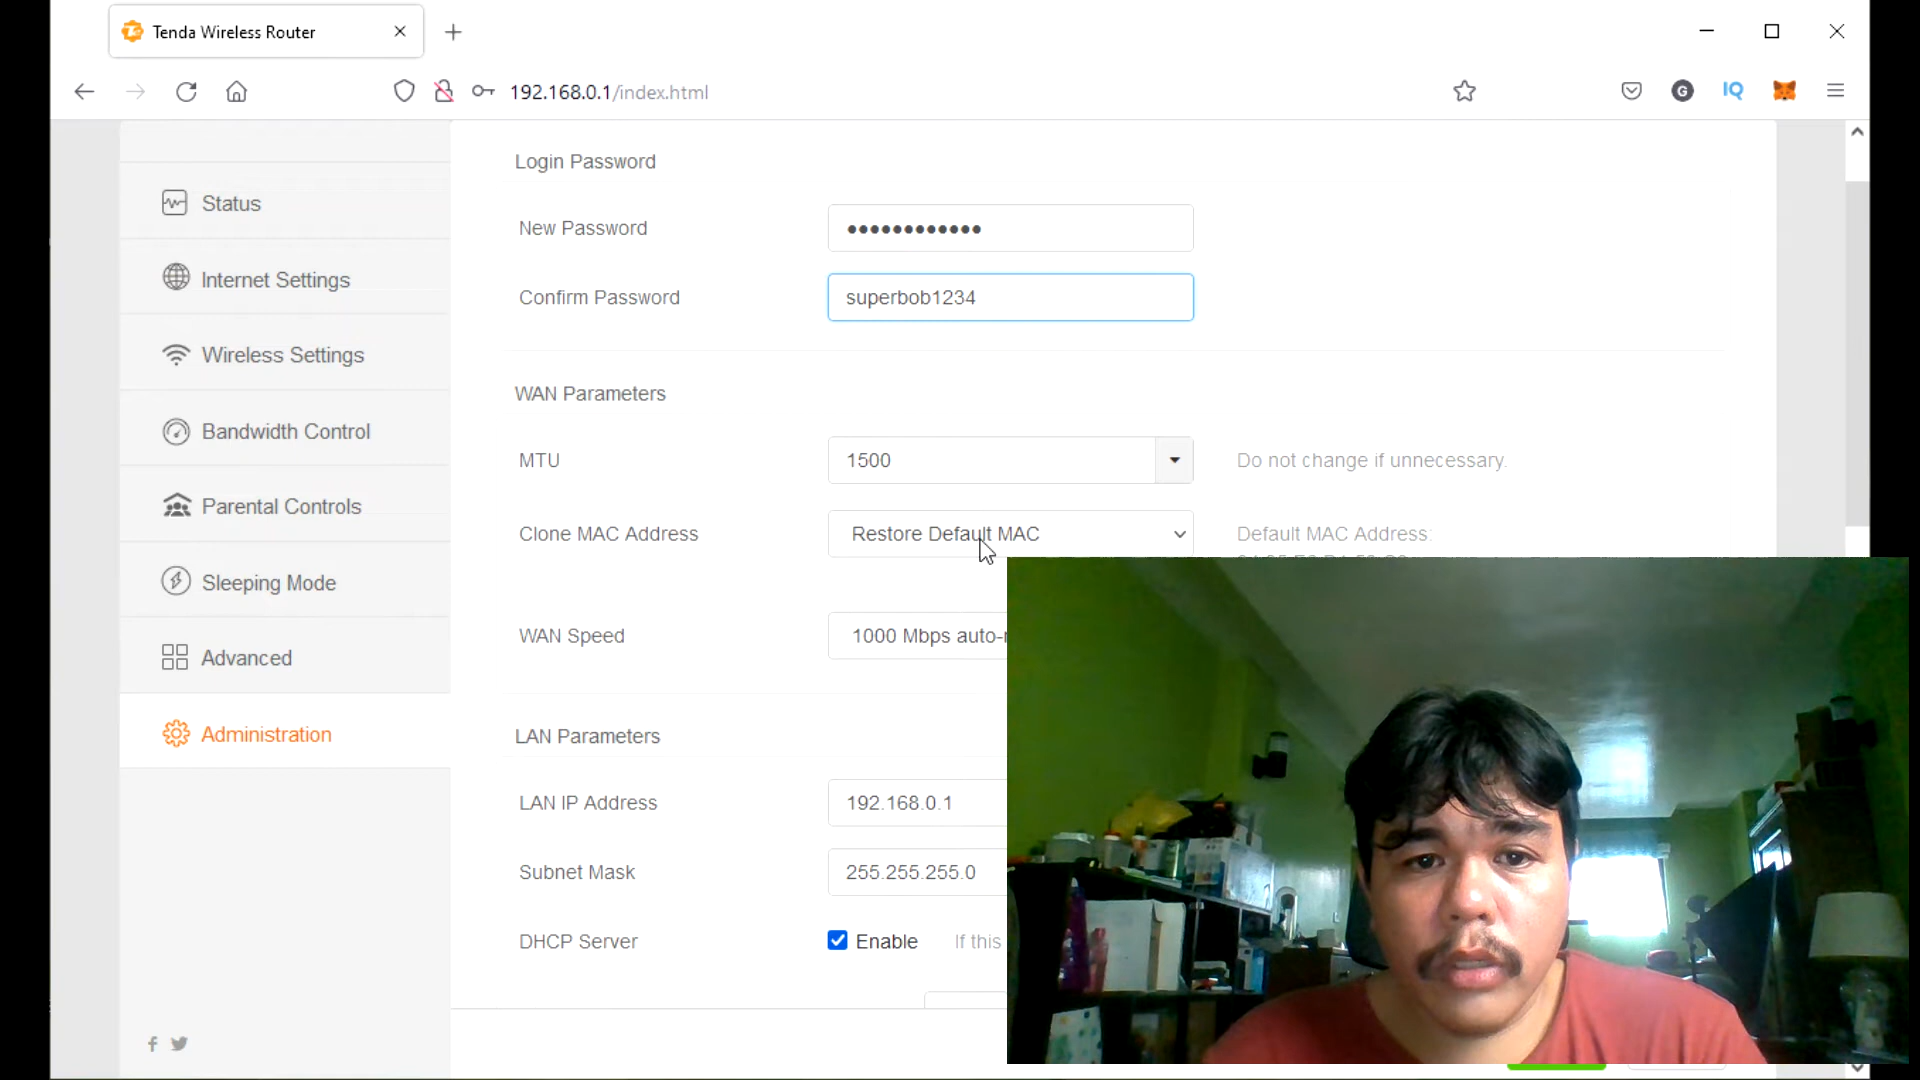 Tenda Wireless Router
192.168.0.1/index.html
IQ
G
Login Password
Status
New Password ••••••••••••
Internet Settings
Confirm Password superbob1234
Wireless Settings
WAN Parameters
Bandwidth Control
MTU 1500 Do not change if unnecessary.
Parental Controls
Clone MAC Address Restore Default MAC Default MAC Address:
Sleeping Mode
WAN Speed 1000 Mbps auto-
Advanced
Administration
LAN Parameters
LAN IP Address 192.168.0.1
Subnet Mask 255.255.255.0
DHCP Server Enable If this